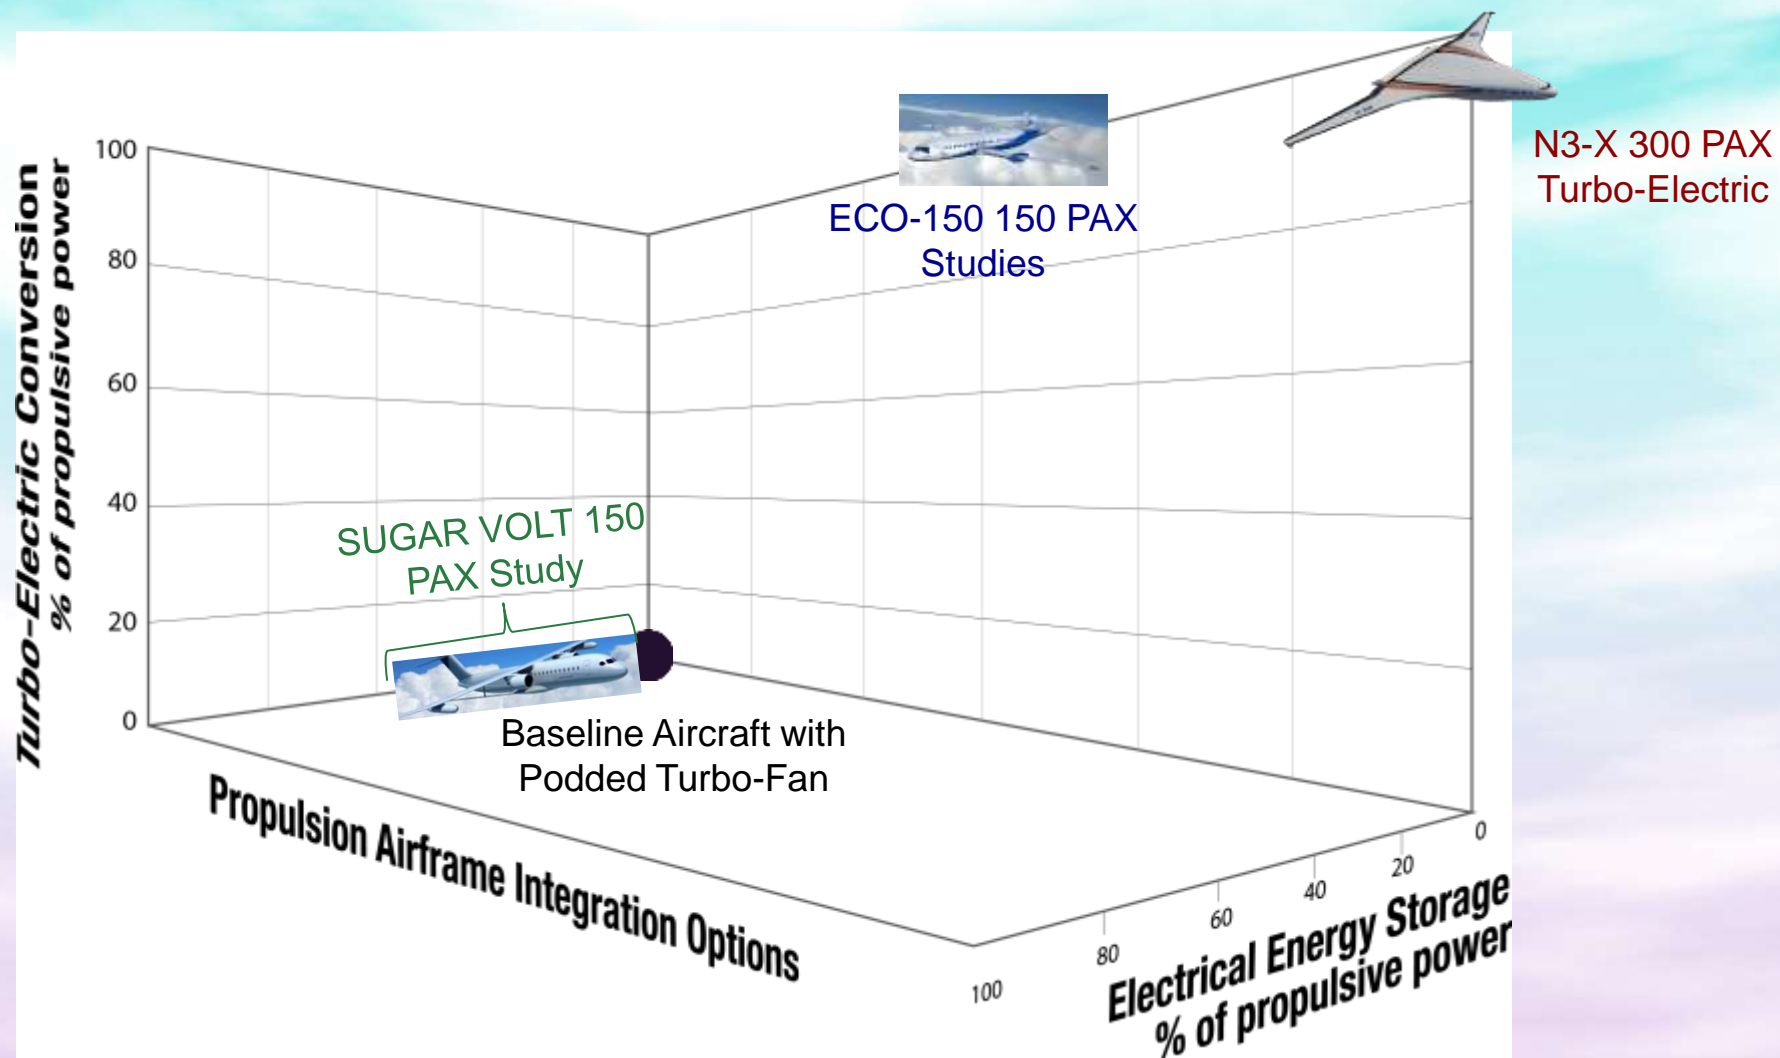 N3-X 300 PAX
Turbo-Electric
ECO-150 150 PAX
Studies
Turbo-Electric Conversion
% of propulsive power
100
80
60
40
20
0
SUGAR VOLT 150
PAX Study
Baseline Aircraft with
Podded Turbo-Fan
Propulsion Airframe Integration Options
0
20
40
60
80
100
Electrical Energy Storage
% of propulsive power